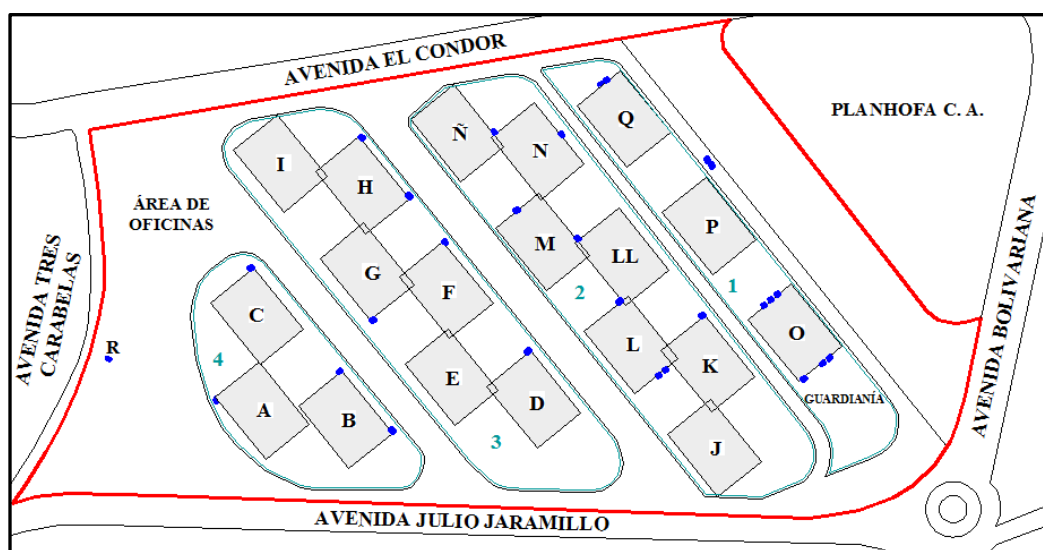 AVENIDA EL CONDOR
PLANHOFA C. A.
Q
Ñ
N
I
H
ÁREA DE
OFICINAS
P
M
LL
G
F
2
1
AVENIDA TRES
CARABELAS
AVENIDA BOLIVARIANA
C
O
R
4
L
K
E
GUARDIANÍA
A
B
D
3
J
AVENIDA JULIO JARAMILLO